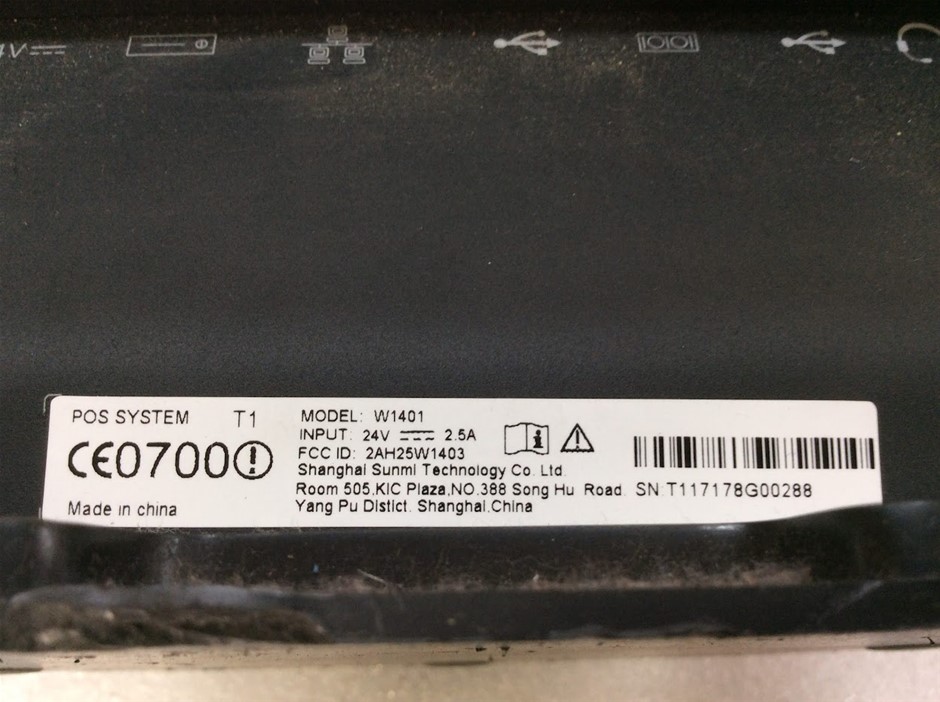 4V
POS SYSTEM T1
CE0700
Made in china
MODEL: W1401
INPUT: 24V 2.5A
FCC ID: 2AH25W1403
Shanghai Sunmi Technology Co. Ltd.
Room 505,KIC Plaza,NO.388 Song Hu Road.
Yang Pu Distict. Shanghai,China
SN:T117178G00288